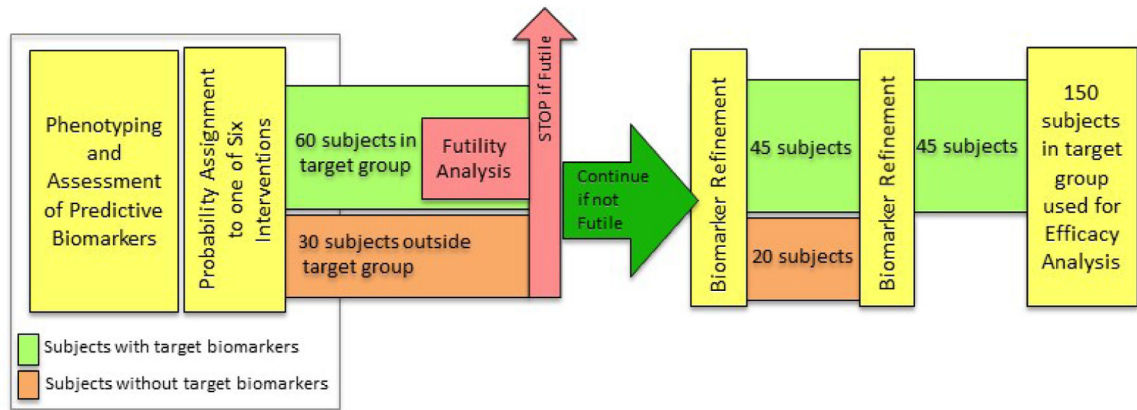 Phenotyping
and
Assessment
of Predictive
Biomarkers
Probability Assignment
to one of Six
Interventions
60 subjects in
target group
Futility
Analysis
30 subjects outside
target group
STOP if Futile
Continue
if not
Futile
Biomarker Refinement
45 subjects
20 subjects
Biomarker Refinement
45 subjects
150
subjects
in target
group
used for
Efficacy
Analysis
Subjects with target biomarkers
Subjects without target biomarkers